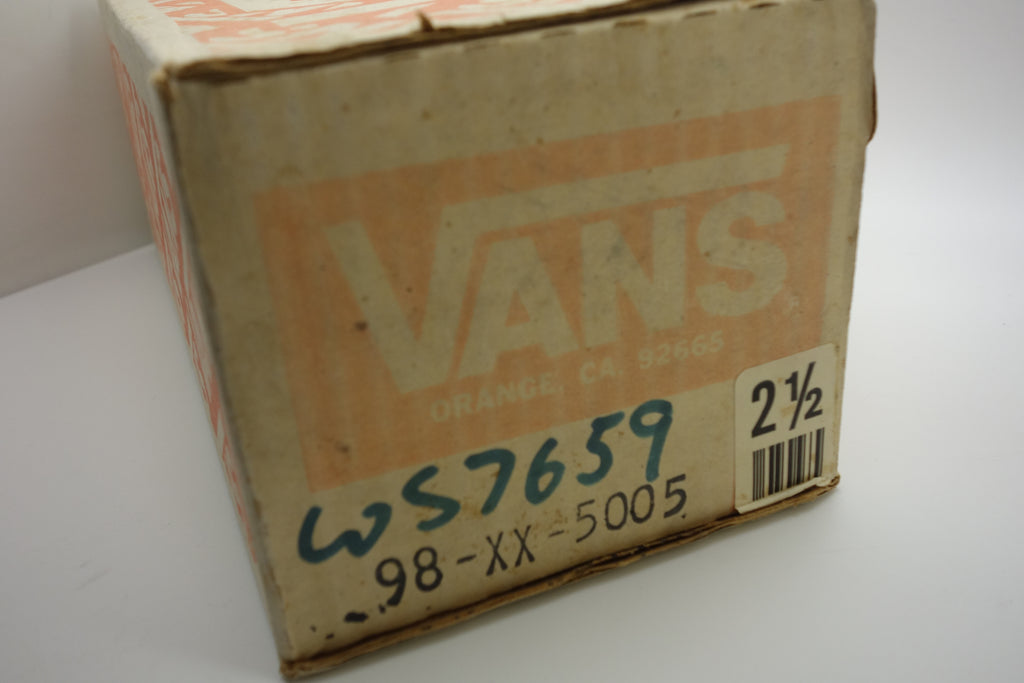 VANS
ORANGE, CA, 92665
2½
WS7659
98-XX-5005